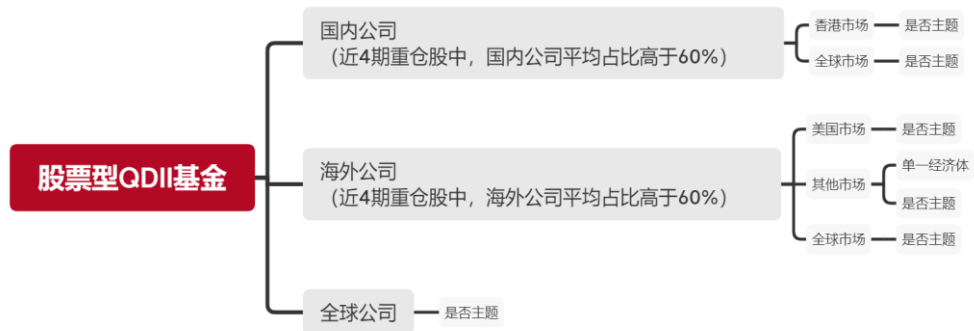 股票型QDII基金
国内公司
（近4期重仓股中，国内公司平均占比高于60%）
香港市场
是否主题
全球市场
是否主题
海外公司
（近4期重仓股中，海外公司平均占比高于60%）
美国市场
是否主题
其他市场
单一经济体
是否主题
全球市场
是否主题
全球公司
是否主题